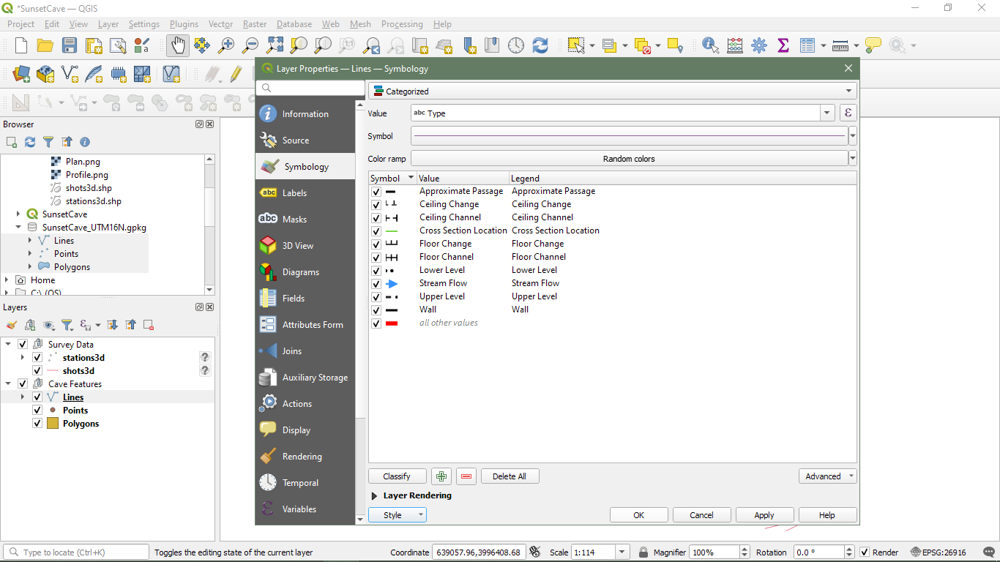 *SunsetCave — QGIS
Project Edit View Layer Settings Plugins Vector Raster Database Web Mesh Processing Help
Layer Properties — Lines — Symbology
Information
Source
Symbology
abc Labels
abc Masks
3D View
Diagrams
Fields
Attributes Form
Joins
Auxiliary Storage
Actions
Display
Rendering
Temporal
ε Variables
Categorized
Value abc Type ε
Symbol
Color ramp Random colors
Symbol Value Legend
Approximate Passage Approximate Passage
Ceiling Change Ceiling Change
Ceiling Channel Ceiling Channel
Cross Section Location Cross Section Location
Floor Change Floor Change
Floor Channel Floor Channel
Lower Level Lower Level
Stream Flow Stream Flow
Upper Level Upper Level
Wall Wall
all other values
Classify Delete All Advanced
Layer Rendering
Style OK Cancel Apply Help
Browser
Plan.png
Profile.png
shots3d.shp
stations3d.shp
SunsetCave
SunsetCave_UTM16N.gpkg
Lines
Points
Polygons
Home
C:\ (OS)
Layers
Survey Data
stations3d ?
shots3d ?
Cave Features
Lines
Points
Polygons
Type to locate (Ctrl+K) Toggles the editing state of the current layer Coordinate 639057.96,3996408.68 Scale 1:114 Magnifier 100% Rotation 0.0 ° Render EPSG:26916